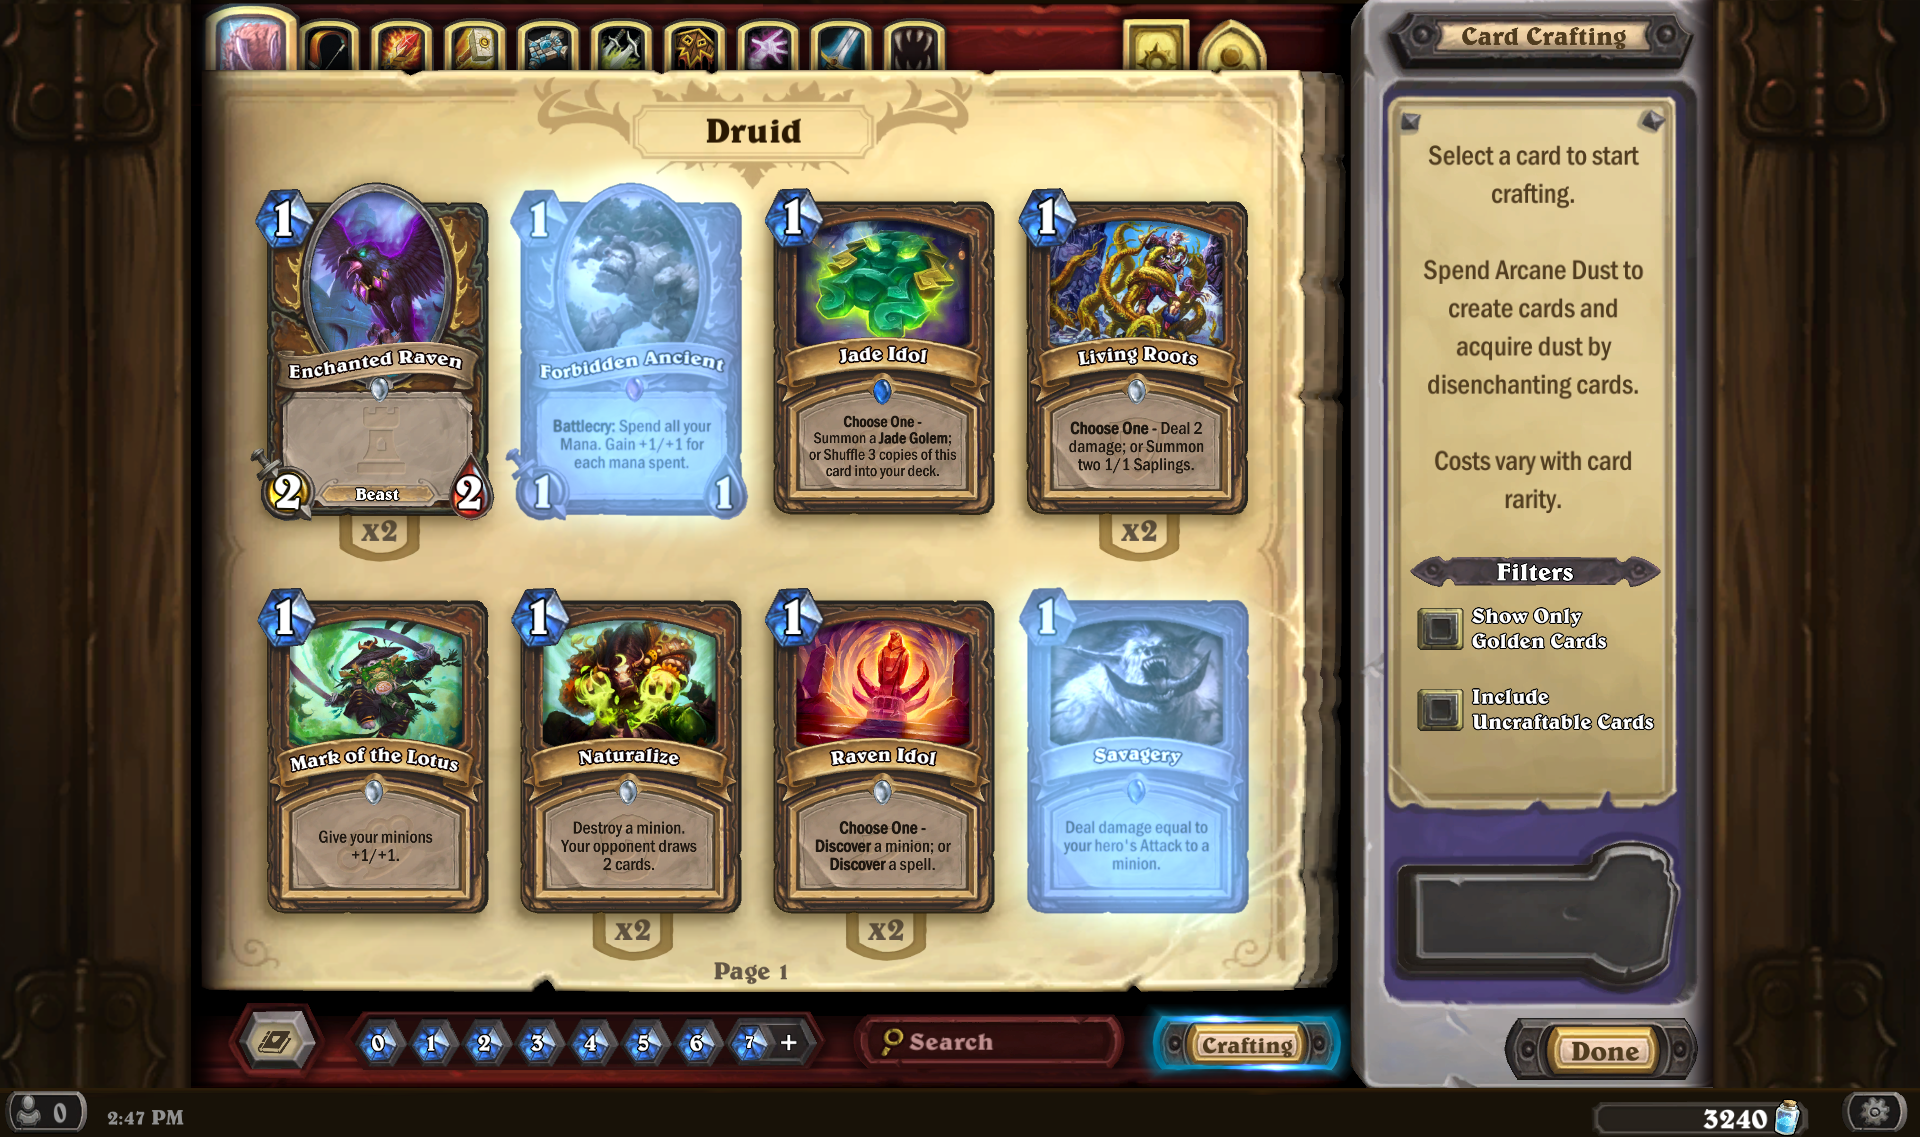 Card Crafting
Druid
1
Enchanted Raven
2
Beast
2
x2
1
Forbidden Ancient
Battlecry: Spend all your
Mana. Gain +1/+1 for
each mana spent.
1
1
1
Jade Idol
Choose One -
Summon a Jade Golem;
or Shuffle 3 copies of this
card into your deck.
1
Living Roots
Choose One - Deal 2
damage; or Summon
two 1/1 Saplings.
x2
1
Mark of the Lotus
Give your minions
+1/+1.
1
Naturalize
Destroy a minion.
Your opponent draws
2 cards.
x2
1
Raven Idol
Choose One -
Discover a minion; or
Discover a spell.
x2
1
Savagery
Deal damage equal to
your hero's Attack to a
minion.
Page 1
Select a card to start
crafting.
Spend Arcane Dust to
create cards and
acquire dust by
disenchanting cards.
Costs vary with card
rarity.
Filters
Show Only
Golden Cards
Include
Uncraftable Cards
0 1 2 3 4 5 6 7 +
Search
Crafting
Done
0
2:47 PM
3240